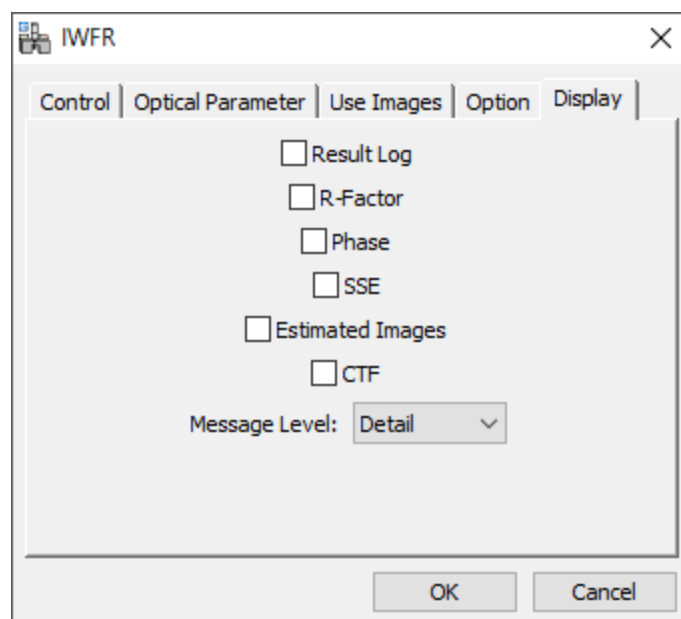 IWFR
Control Optical Parameter Use Images Option Display
Result Log
R-Factor
Phase
SSE
Estimated Images
CTF
Message Level: Detail
OK Cancel